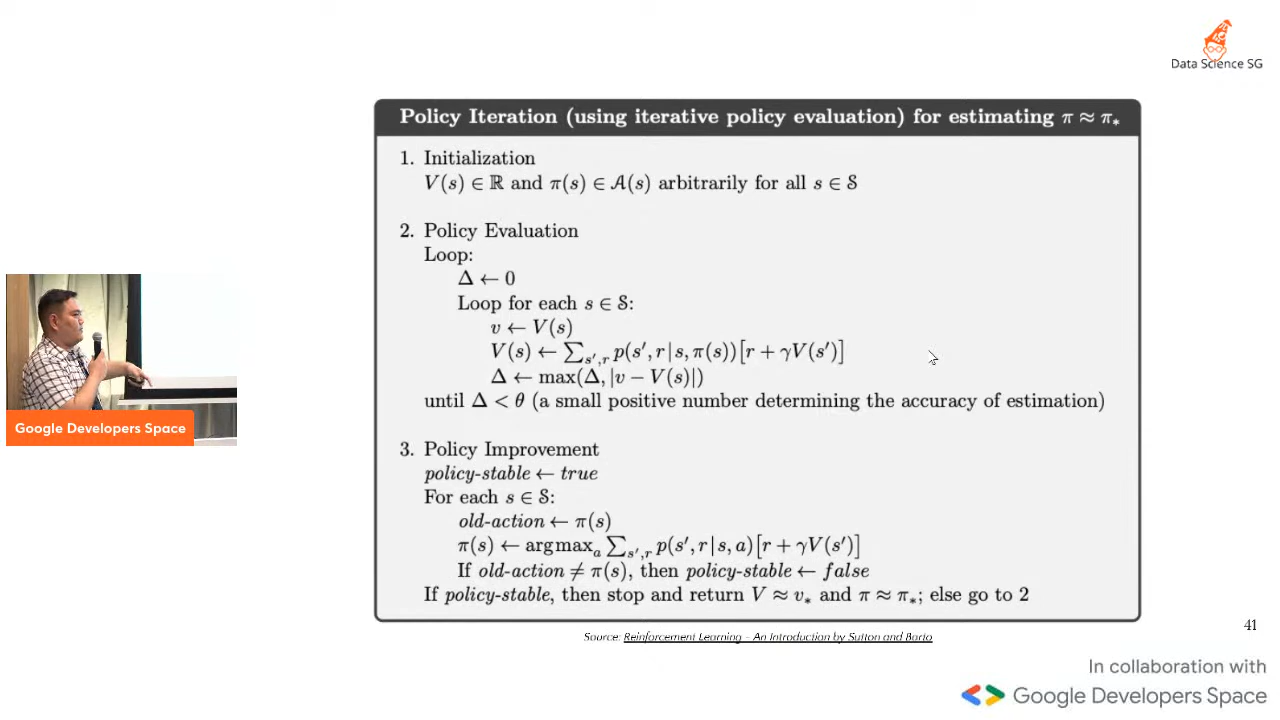 Data Science SG
Policy Iteration (using iterative policy evaluation) for estimating π ≈ π*
1. Initialization
V(s) ∈ ℝ and π(s) ∈ 𝒜(s) arbitrarily for all s ∈ 𝒮
2. Policy Evaluation
Loop:
Δ ← 0
Loop for each s ∈ 𝒮:
v ← V(s)
V(s) ← ∑s′,r p(s′, r | s, π(s)) [r + γV(s′)]
Δ ← max(Δ, |v − V(s)|)
until Δ < θ (a small positive number determining the accuracy of estimation)
3. Policy Improvement
policy-stable ← true
For each s ∈ 𝒮:
old-action ← π(s)
π(s) ← argmaxa ∑s′,r p(s′, r | s, a) [r + γV(s′)]
If old-action ≠ π(s), then policy-stable ← false
If policy-stable, then stop and return V ≈ v* and π ≈ π*; else go to 2
Google Developers Space
Source: Reinforcement Learning - An Introduction by Sutton and Barto
41
In collaboration with
Google Developers Space